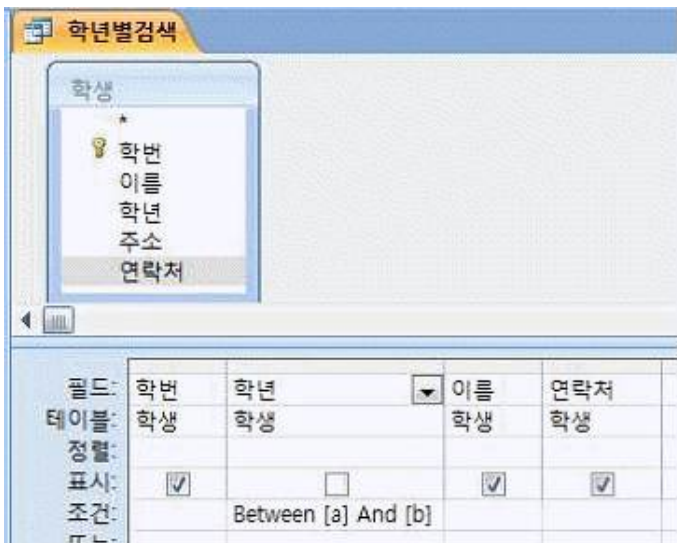 학년별검색
학생
*
학번
이름
학년
주소
연락처
필드: 학번 학년 이름 연락처
테이블: 학생 학생 학생 학생
정렬:
표시:
조건: Between [a] And [b]
또는: